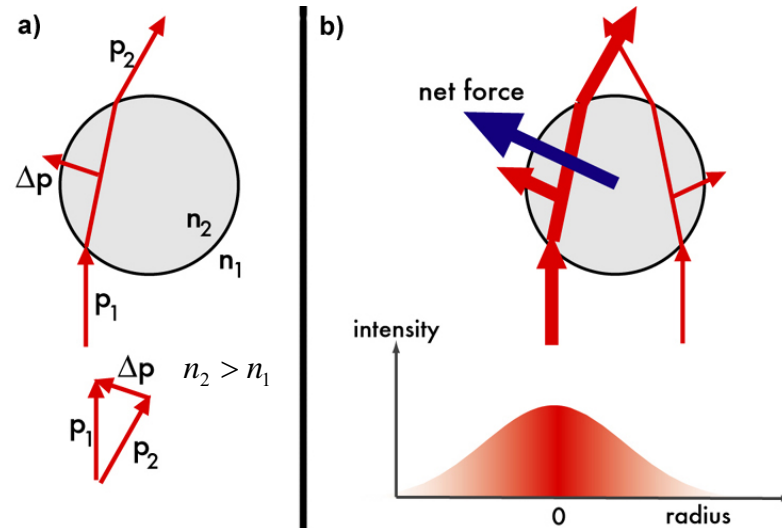 a)
p2
Δp
n2
n1
p1
Δp
n2 > n1
p1
p2
b)
net force
intensity
0
radius